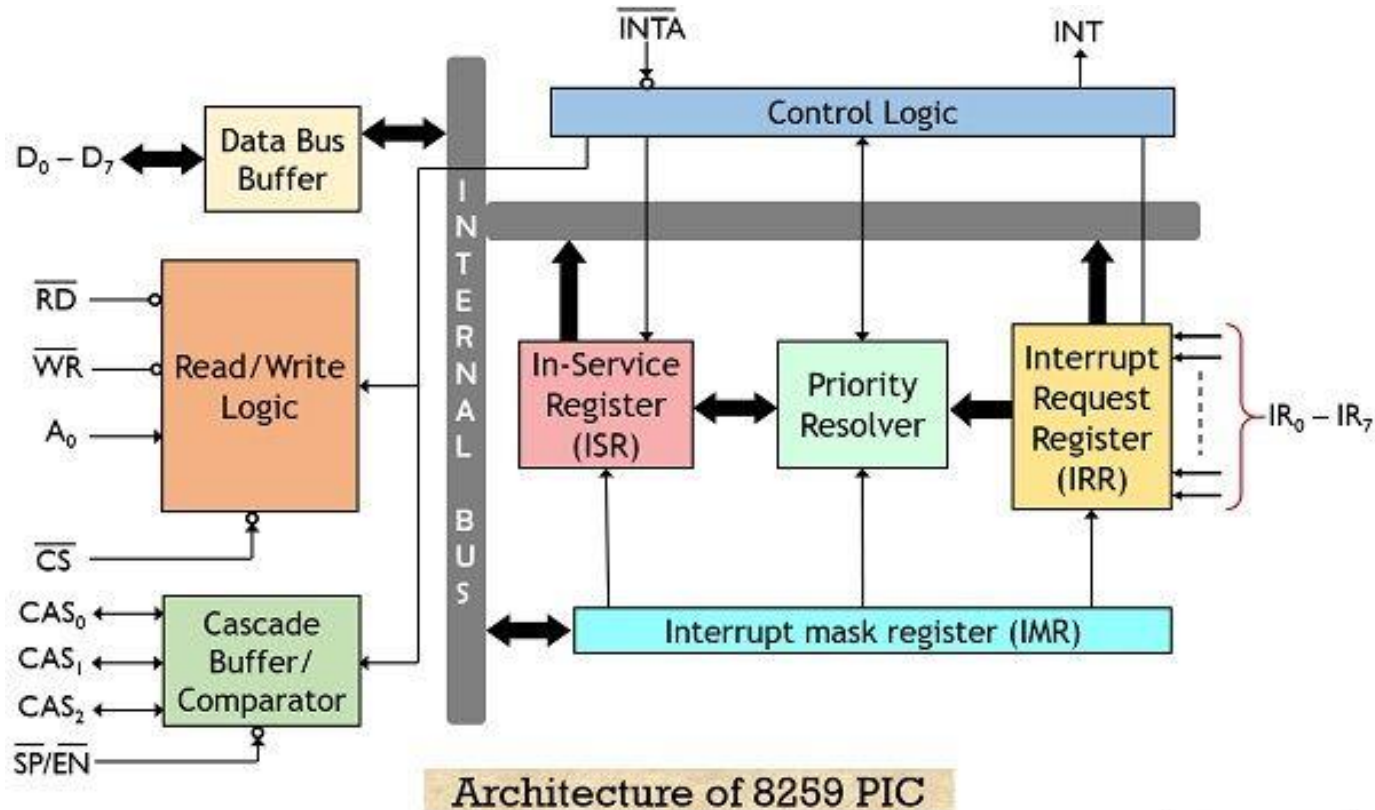 INTA
INT
Control Logic
D₀ – D₇
Data Bus
Buffer
INTERNAL BUS
RD
WR
A₀
CS
Read/Write
Logic
In-Service
Register
(ISR)
Priority
Resolver
Interrupt
Request
Register
(IRR)
IR₀ – IR₇
CAS₀
CAS₁
CAS₂
SP/EN
Cascade
Buffer/
Comparator
Interrupt mask register (IMR)
Architecture of 8259 PIC